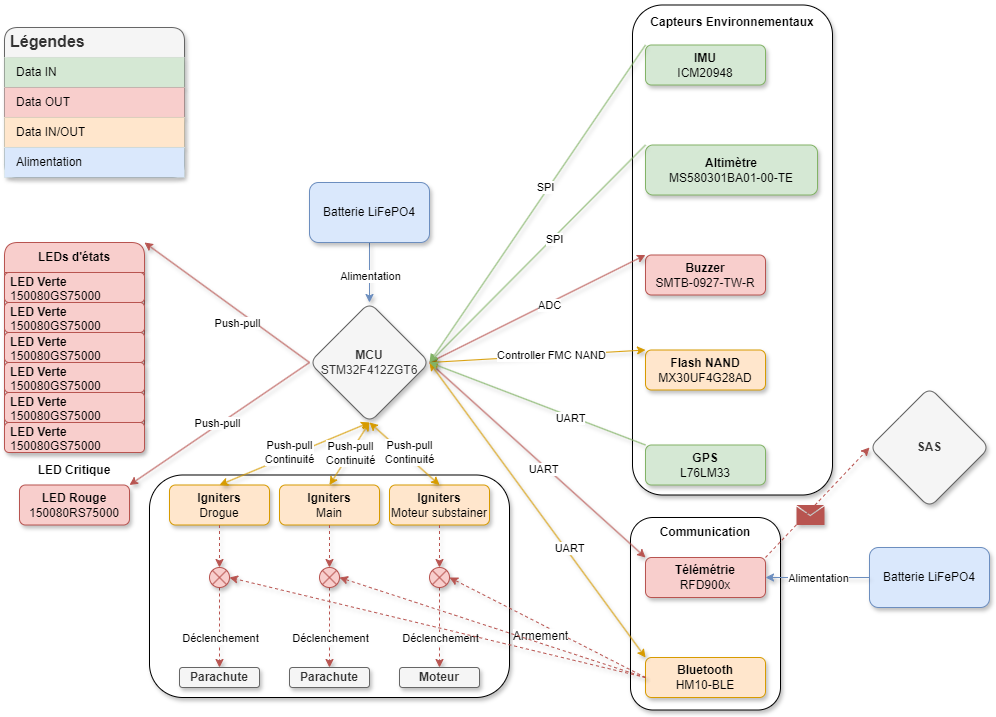 Légendes
Data IN
Data OUT
Data IN/OUT
Alimentation
Capteurs Environnementaux
IMU
ICM20948
Altimètre
MS580301BA01-00-TE
Buzzer
SMTB-0927-TW-R
Flash NAND
MX30UF4G28AD
GPS
L76LM33
Batterie LiFePO4
Alimentation
MCU
STM32F412ZGT6
SPI
SPI
ADC
Controller FMC NAND
UART
UART
UART
LEDs d'états
LED Verte
150080GS75000
LED Verte
150080GS75000
LED Verte
150080GS75000
LED Verte
150080GS75000
LED Verte
150080GS75000
LED Verte
150080GS75000
Push-pull
Push-pull
LED Critique
LED Rouge
150080RS75000
Push-pull
Continuité
Push-pull
Continuité
Push-pull
Continuité
Igniters
Drogue
Igniters
Main
Igniters
Moteur substainer
Déclenchement
Déclenchement
Déclenchement
Armement
Parachute
Parachute
Moteur
Communication
Télémétrie
RFD900x
Bluetooth
HM10-BLE
SAS
Alimentation
Batterie LiFePO4